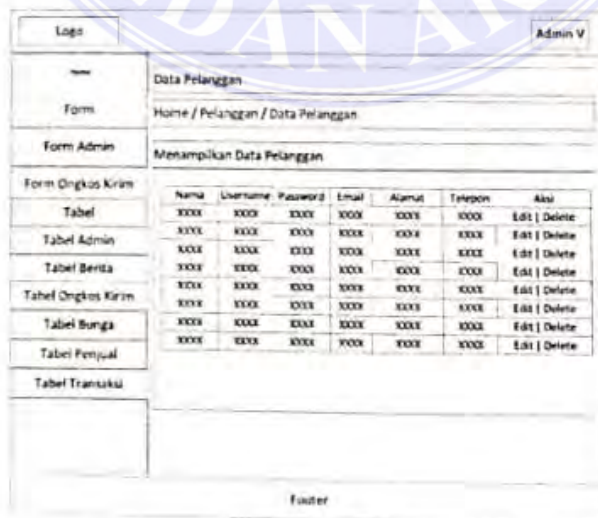 DAN AR
Logo
Admin V
Home
Form
Form Admin
Form Ongkos Kirim
Tabel
Tabel Admin
Tabel Berita
Tabel Ongkos Kirim
Tabel Bunga
Tabel Penjual
Tabel Transaksi
Data Pelanggan
Home / Pelanggan / Data Pelanggan
Menampilkan Data Pelanggan
Nama Username Password Email Alamat Telepon Aksi
XXXX XXXX XXXX XXXX XXXX XXXX Edit | Delete
XXXX XXXX XXXX XXXX XXXX XXXX Edit | Delete
XXXX XXXX XXXX XXXX XXXX XXXX Edit | Delete
XXXX XXXX XXXX XXXX XXXX XXXX Edit | Delete
XXXX XXXX XXXX XXXX XXXX XXXX Edit | Delete
XXXX XXXX XXXX XXXX XXXX XXXX Edit | Delete
XXXX XXXX XXXX XXXX XXXX XXXX Edit | Delete
XXXX XXXX XXXX XXXX XXXX XXXX Edit | Delete
Footer